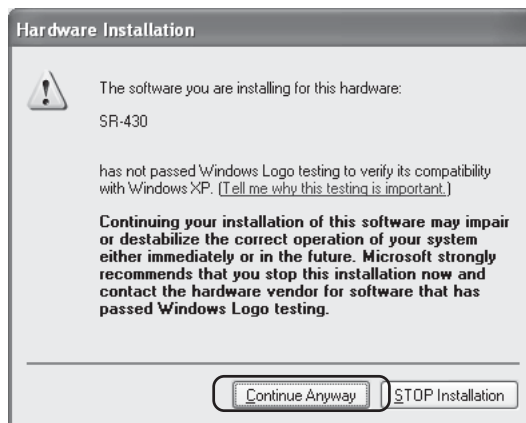 Hardware Installation
The software you are installing for this hardware:
SR-430
has not passed Windows Logo testing to verify its compatibility
with Windows XP. (Tell me why this testing is important.)
Continuing your installation of this software may impair
or destabilize the correct operation of your system
either immediately or in the future. Microsoft strongly
recommends that you stop this installation now and
contact the hardware vendor for software that has
passed Windows Logo testing.
Continue Anyway STOP Installation